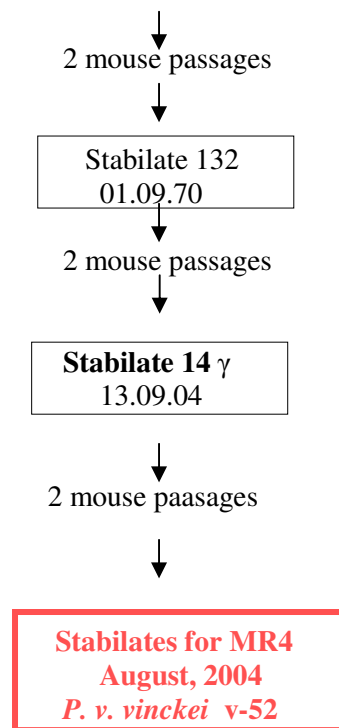 2 mouse passages
Stabilate 132
01.09.70
2 mouse passages
Stabilate 14 γ
13.09.04
2 mouse paasages
Stabilates for MR4
August, 2004
P. v. vinckei v-52